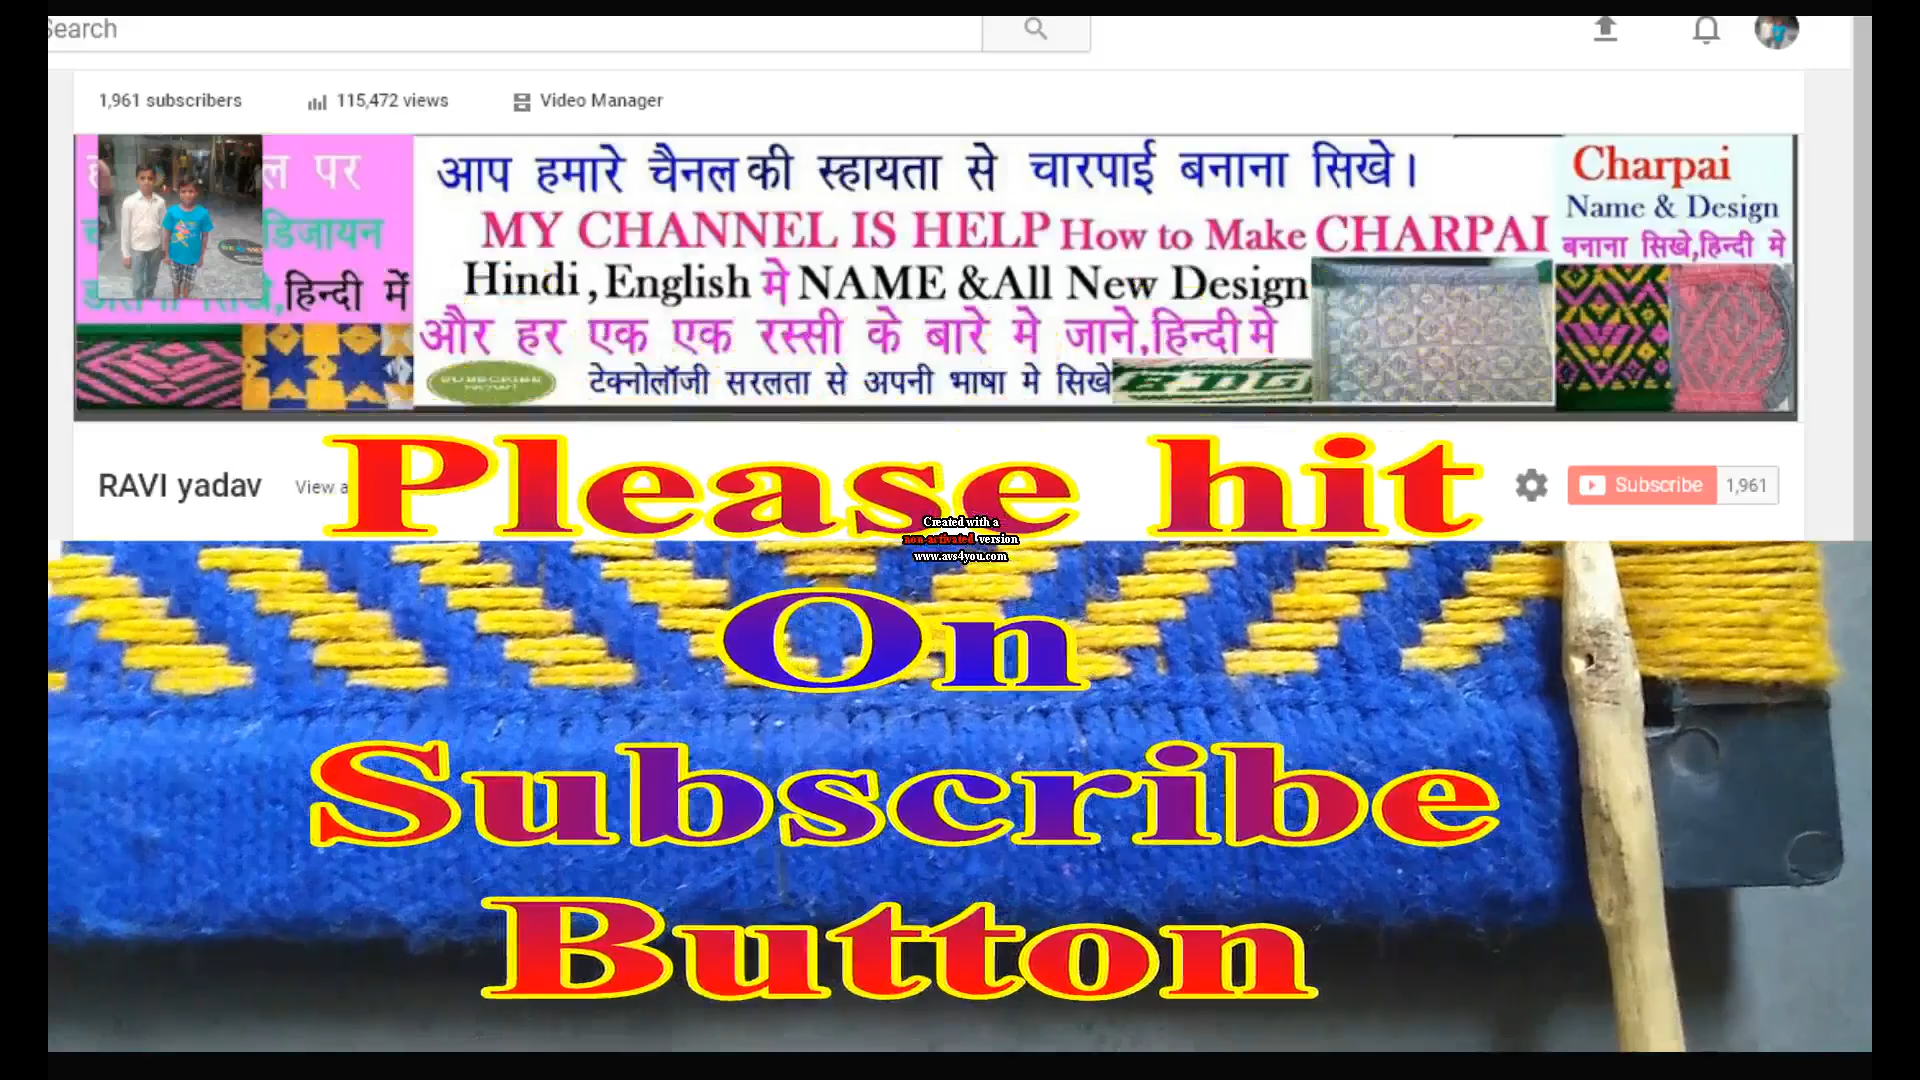 Search
1,961 subscribers 115,472 views Video Manager
ल पर
डिजायन
हिन्दी में
आप हमारे चैनल की स्हायता से चारपाई बनाना सिखे।
MY CHANNEL IS HELP How to Make CHARPAI
Hindi , English मे NAME & All New Design
और हर एक एक रस्सी के बारे मे जाने,हिन्दी मे
SUBSCRIBE NOW!
टेक्नोलॉजी सरलता से अपनी भाषा मे सिखे
Charpai
Name & Design
बनाना सिखे,हिन्दी मे
RAVI yadav View a
Subscribe 1,961
Please hit
Created with a
non-activated version
www.avs4you.com
On
Subscribe
Button